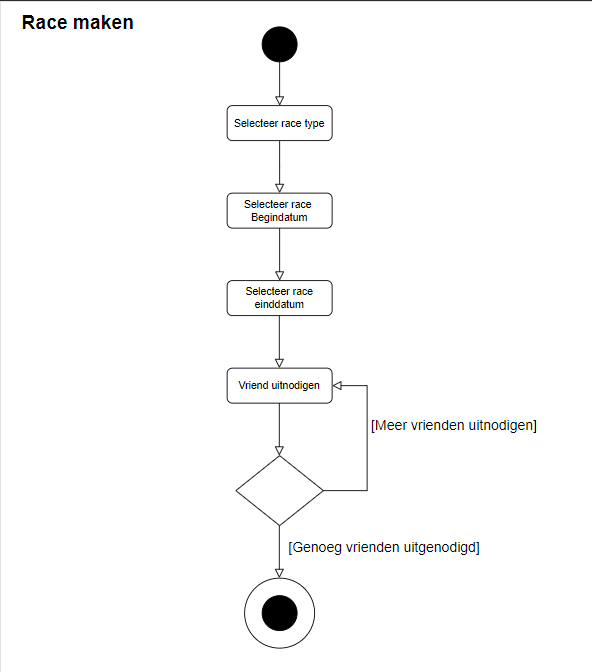 Race maken
Selecteer race type
Selecteer race
Begindatum
Selecteer race
einddatum
Vriend uitnodigen
[Meer vrienden uitnodigen]
[Genoeg vrienden uitgenodigd]